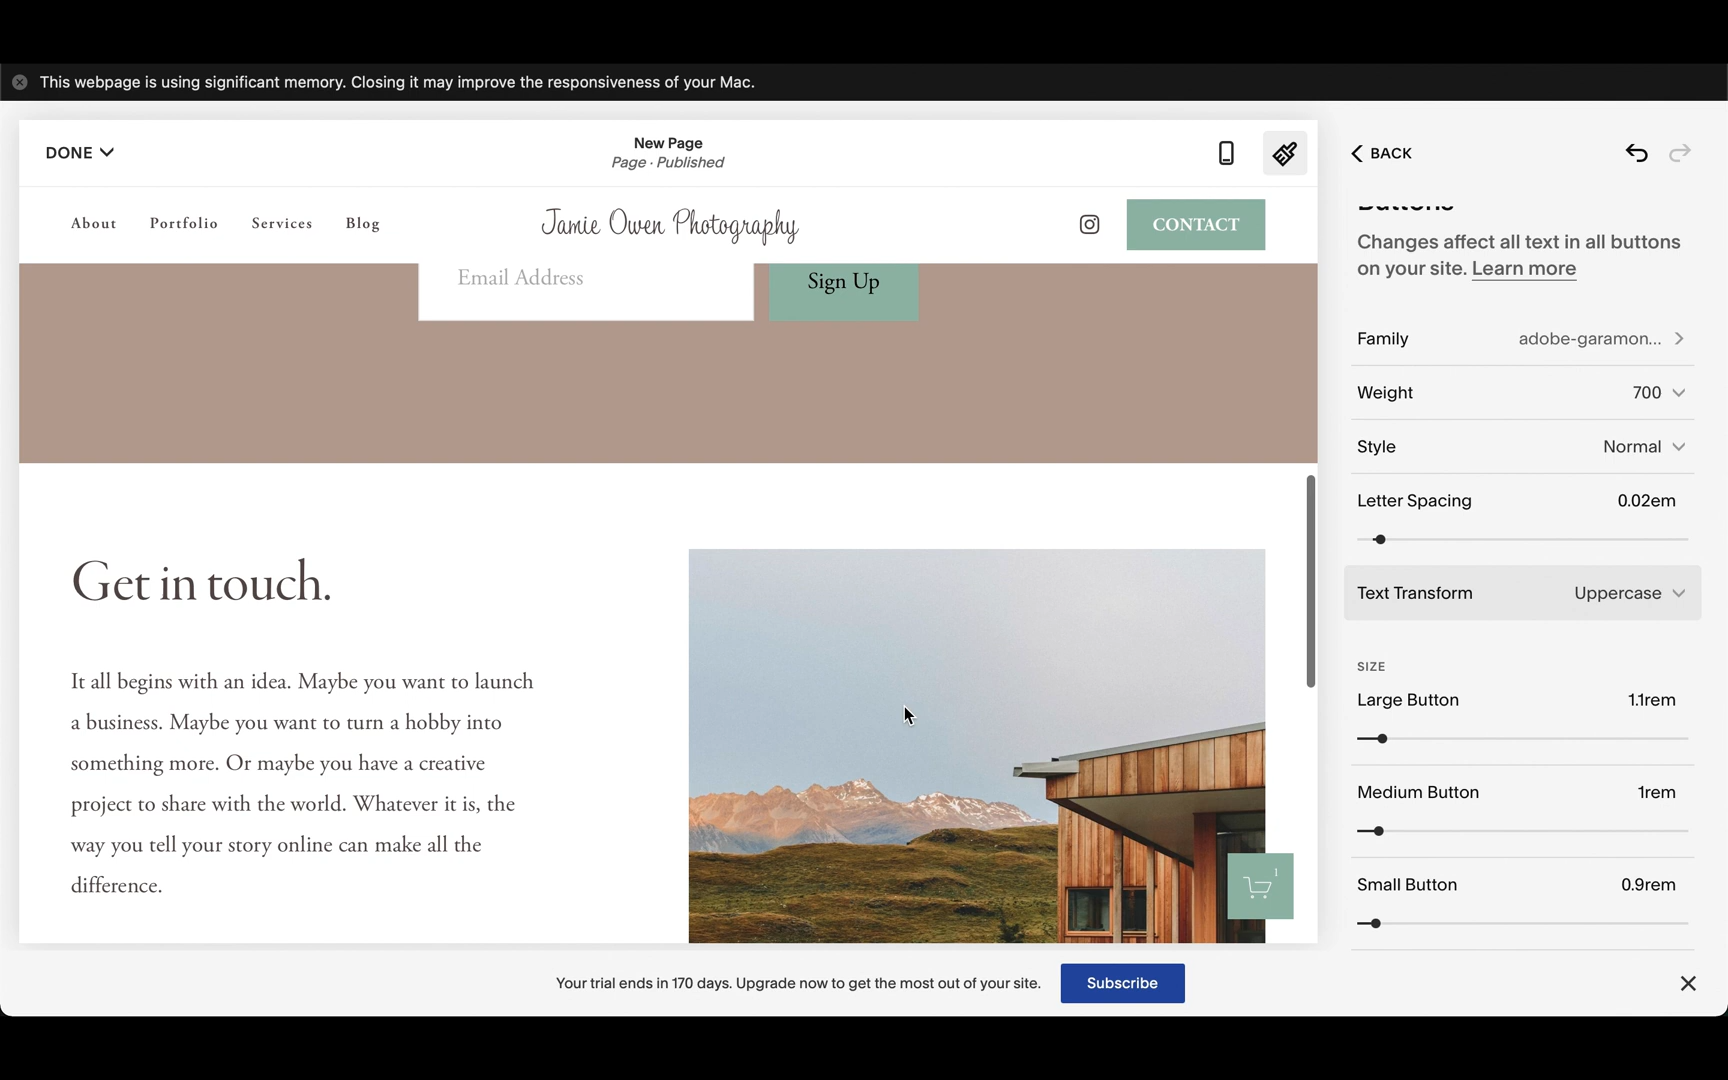 This webpage is using significant memory. Closing it may improve the responsiveness of your Mac.
DONE
New Page
Page · Published
BACK
About Portfolio Services Blog
Jamie Owen Photography
CONTACT
Email Address
Sign Up
Get in touch.
It all begins with an idea. Maybe you want to launch
a business. Maybe you want to turn a hobby into
something more. Or maybe you have a creative
project to share with the world. Whatever it is, the
way you tell your story online can make all the
difference.
1
Buttons
Changes affect all text in all buttons
on your site. Learn more
Family adobe-garamon...
Weight 700
Style Normal
Letter Spacing 0.02em
Text Transform Uppercase
SIZE
Large Button 1.1rem
Medium Button 1rem
Small Button 0.9rem
Your trial ends in 170 days. Upgrade now to get the most out of your site. Subscribe